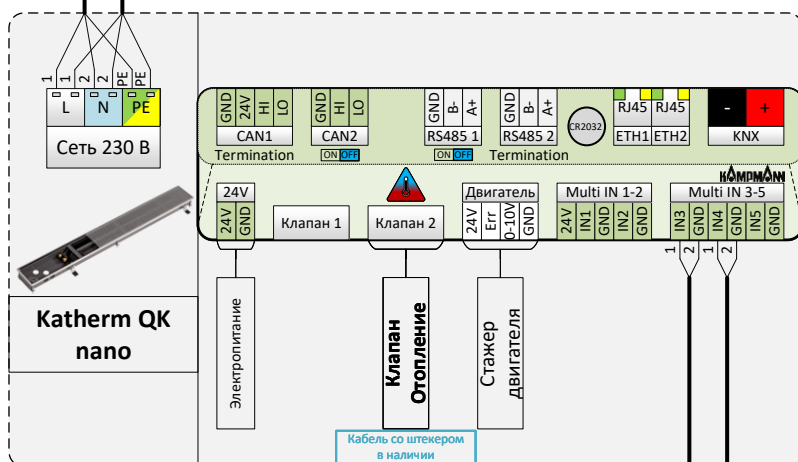 1
1
2
2
PE
PE
L
N
PE
Сеть 230 В
GND
24V
HI
LO
CAN1
GND
HI
LO
CAN2
GND
B-
A+
RS485 1
GND
B-
A+
RS485 2
CR2032
RJ45
RJ45
ETH1
ETH2
-
+
KNX
Termination
ON OFF
ON OFF
Termination
KAMPMANN
24V
24V
GND
Клапан 1
Клапан 2
Двигатель
24V
Err
0-10V
GND
Multi IN 1-2
24V
IN1
GND
IN2
GND
Multi IN 3-5
IN3
GND
IN4
GND
IN5
GND
1
2
1
2
Katherm QK
nano
Электропитание
Клапан
Отопление
Стажер
двигателя
Кабель со штекером
в наличии